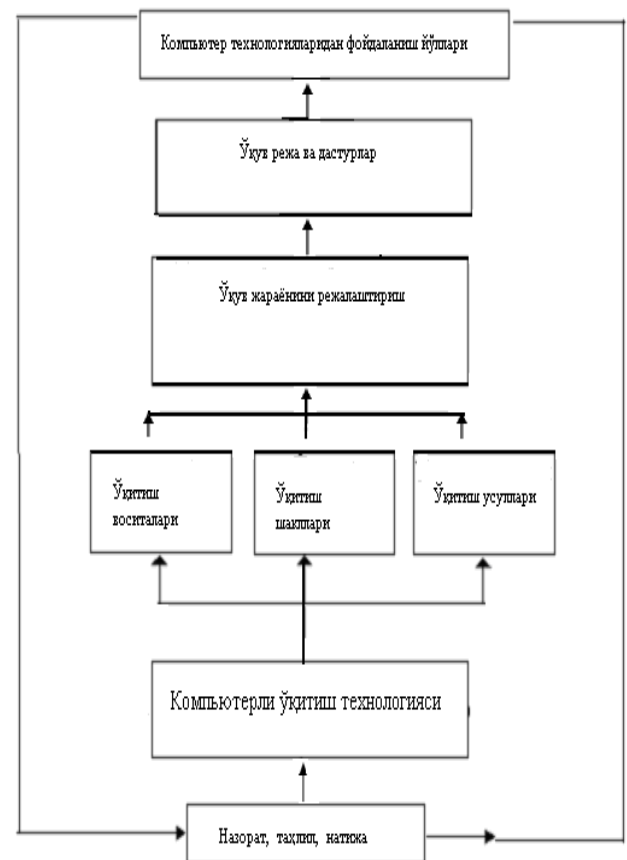 Компьютер технологияларидан фойдаланиш йўллари
Ўқув режа ва дастурлар
Ўқув жараёнини режалаштириш
Ўқитиш
воситалари
Ўқитиш
шакллари
Ўқитиш усуллари
Компьютерли ўқитиш технологияси
Назорат, таҳлил, натижа